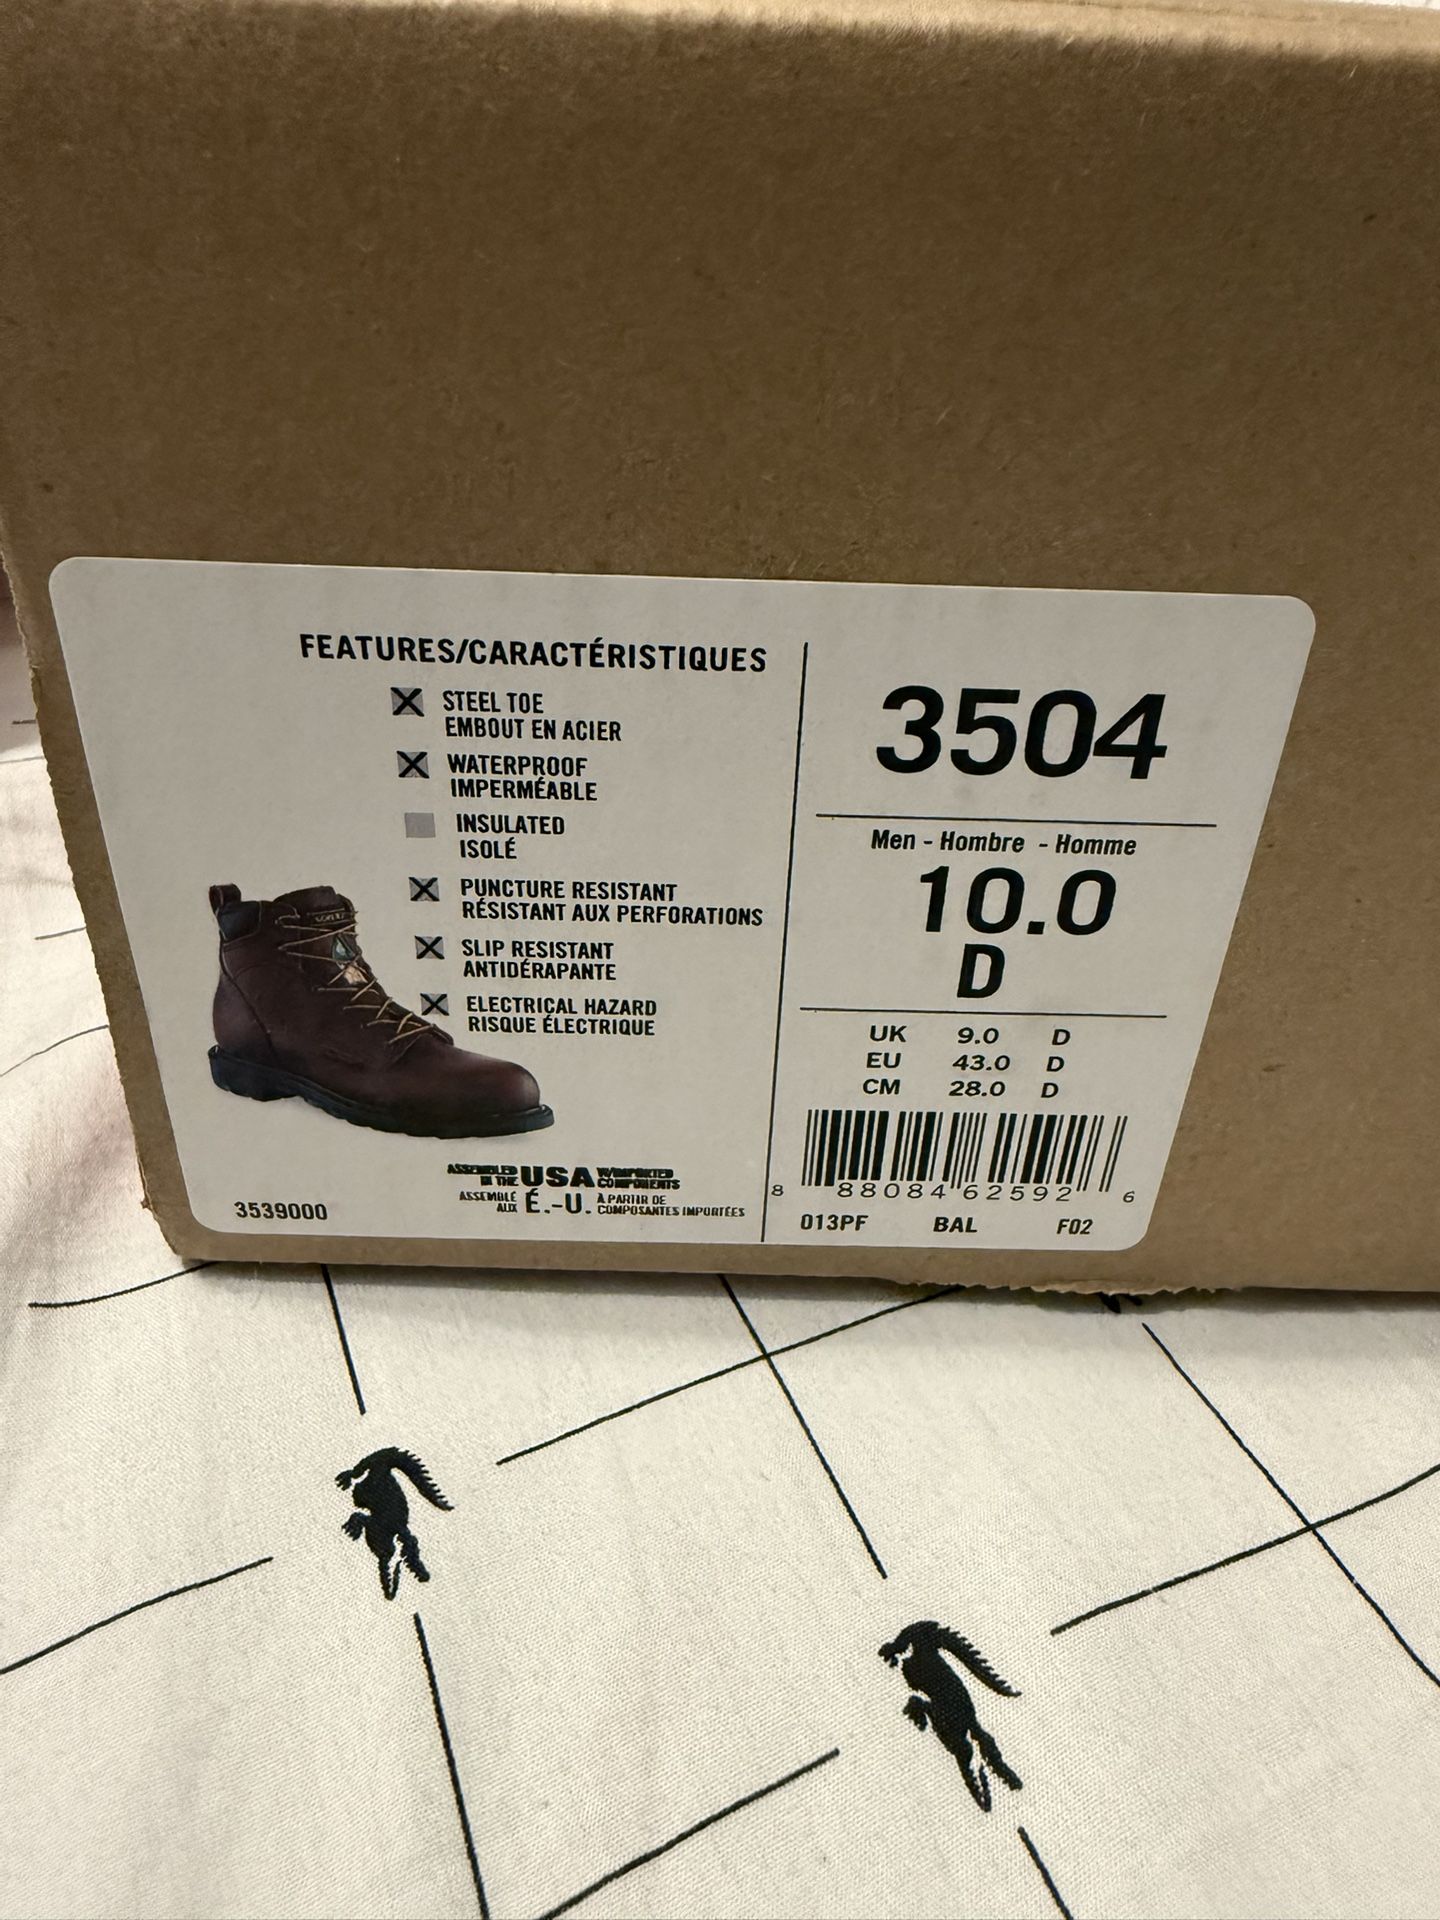 FEATURES/CARACTÉRISTIQUES
STEEL TOE
EMBOUT EN ACIER
WATERPROOF
IMPERMÉABLE
INSULATED
ISOLÉ
PUNCTURE RESISTANT
RÉSISTANT AUX PERFORATIONS
SLIP RESISTANT
ANTIDÉRAPANTE
ELECTRICAL HAZARD
RISQUE ÉLECTRIQUE
ASSEMBLED IN THE USA W/IMPORTED COMPONENTS
ASSEMBLÉ AUX É.-U. À PARTIR DE COMPOSANTES IMPORTÉES
3539000
3504
Men - Hombre - Homme
10.0
D
UK 9.0 D
EU 43.0 D
CM 28.0 D
8 88084 62592 6
013PF BAL F02